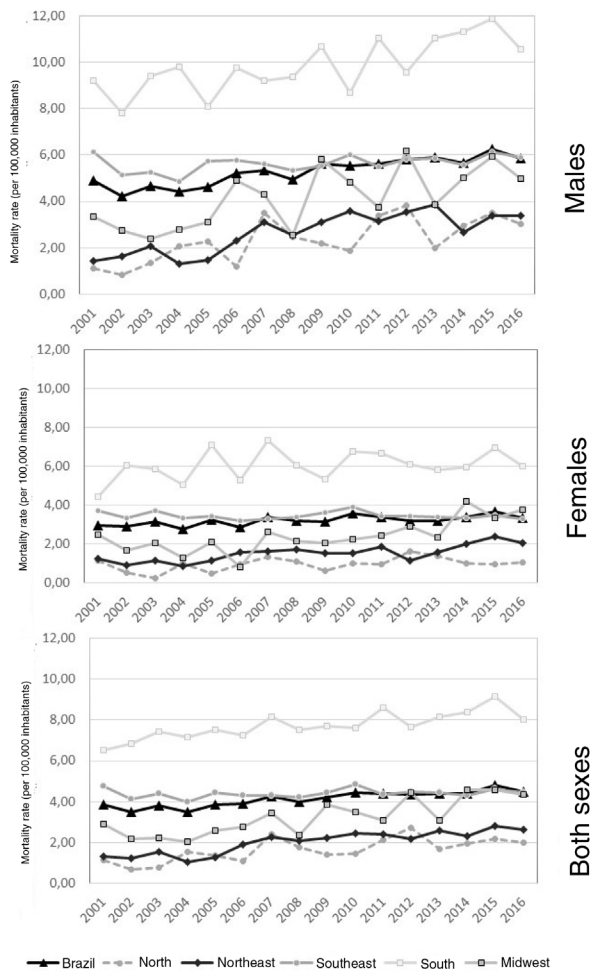 12,00
10,00
8,00
6,00
4,00
2,00
0,00
Mortality rate (per 100,000 inhabitants)
2001 2002 2003 2004 2005 2006 2007 2008 2009 2010 2011 2012 2013 2014 2015 2016
Males
12,00
10,00
8,00
6,00
4,00
2,00
0,00
Mortality rate (per 100,000 inhabitants)
2001 2002 2003 2004 2005 2006 2007 2008 2009 2010 2011 2012 2013 2014 2015 2016
Females
12,00
10,00
8,00
6,00
4,00
2,00
0,00
Mortality rate (per 100,000 inhabitants)
2001 2002 2003 2004 2005 2006 2007 2008 2009 2010 2011 2012 2013 2014 2015 2016
Both sexes
Brazil North Northeast Southeast South Midwest